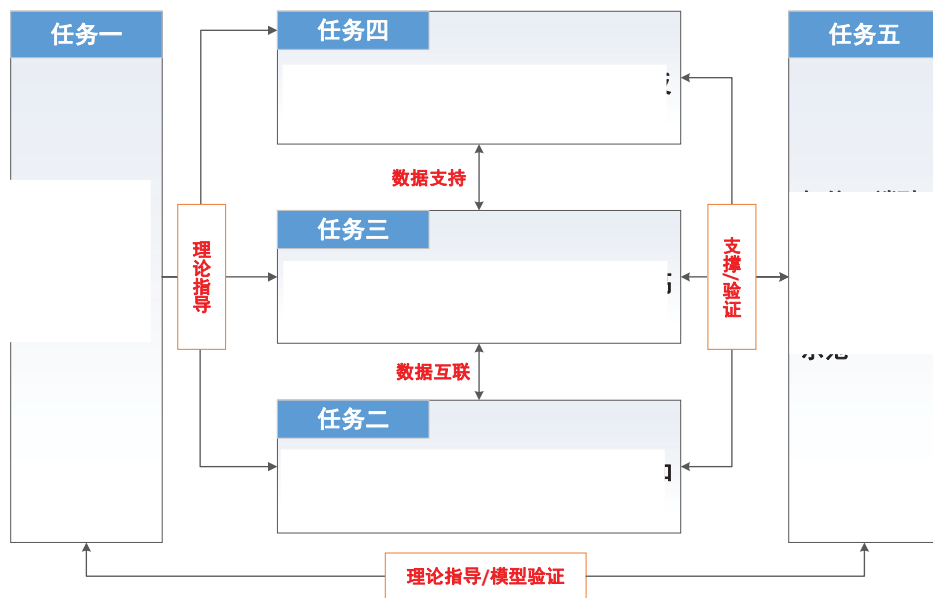 任务一
任务四
任务五
数据支持
理论指导
任务三
支撑/验证
数据互联
任务二
理论指导/模型验证